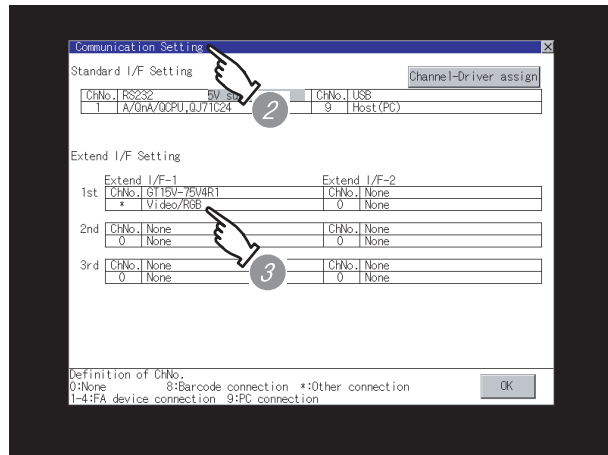 Communication Setting
Standard I/F Setting
Channel-Driver assign
ChNo. RS232 5V ChNo. USB
1 A/QnA/QCPU,QJ71C24 9 Host(PC)
2
Extend I/F Setting
Extend I/F-1 Extend I/F-2
1st ChNo. GT15V-75V4R1 ChNo. None
* Video/RGB 0 None
2nd ChNo. None ChNo. None
0 None 0 None
3rd ChNo. None ChNo. None
0 None 0 None
3
Definition of ChNo.
0:None 8:Barcode connection *:Other connection
1-4:FA device connection 9:PC connection
OK